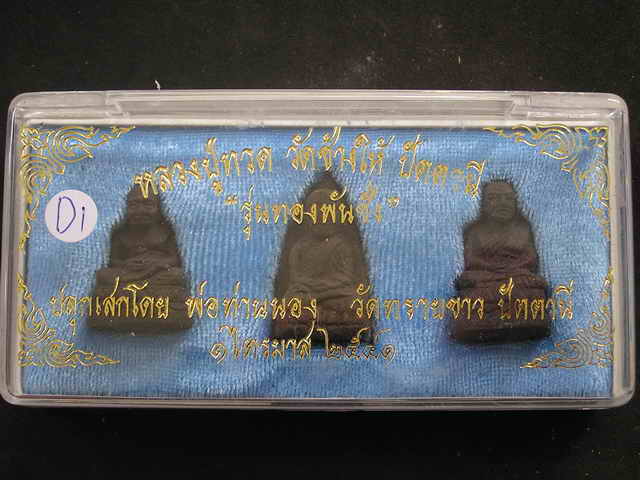 หลวงปู่ทวด วัดช้างให้ ปัตตานี
"รุ่นทองพันชั่ง"
Di
ปลุกเสกโดย พ่อท่านนอง วัดทรายขาว ปัตตานี
๑ ไตรมาส ๒๕๔๑